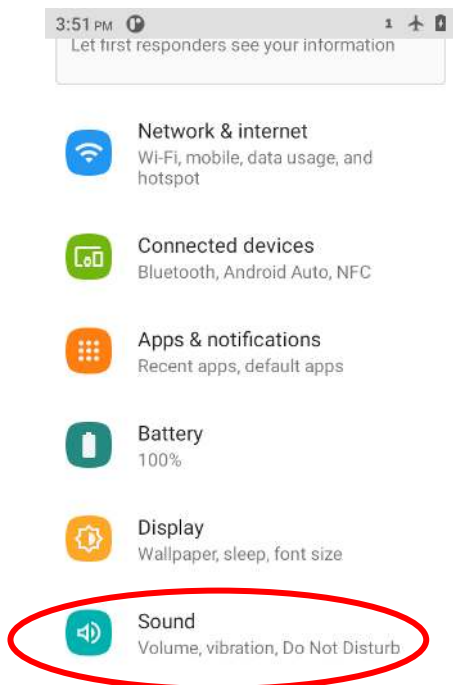 3:51 PM 1
Let first responders see your information
Network & internet
Wi-Fi, mobile, data usage, and
hotspot
Connected devices
Bluetooth, Android Auto, NFC
Apps & notifications
Recent apps, default apps
Battery
100%
Display
Wallpaper, sleep, font size
Sound
Volume, vibration, Do Not Disturb